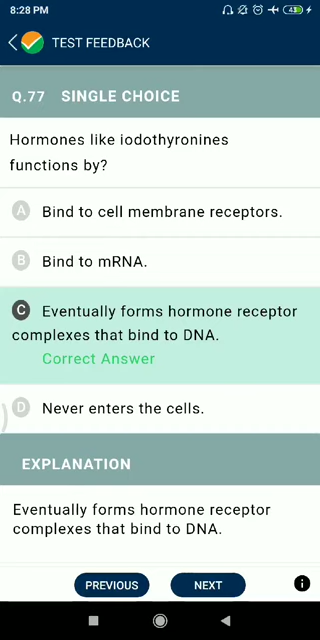 8:28 PM
43
TEST FEEDBACK
Q.77 SINGLE CHOICE
Hormones like iodothyronines
functions by?
A Bind to cell membrane receptors.
B Bind to mRNA.
C Eventually forms hormone receptor
complexes that bind to DNA.
Correct Answer
D Never enters the cells.
EXPLANATION
Eventually forms hormone receptor
complexes that bind to DNA.
PREVIOUS NEXT